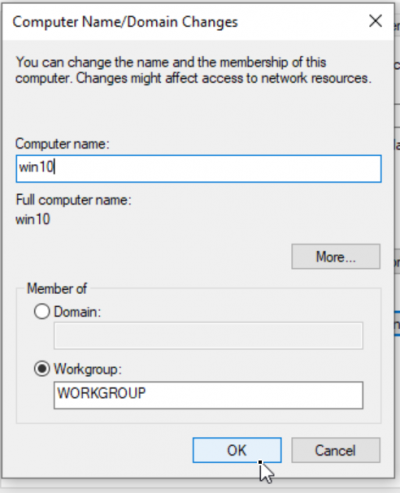 Computer Name/Domain Changes
You can change the name and the membership of this
computer. Changes might affect access to network resources.
Computer name:
win10
Full computer name:
win10
More...
Member of
Domain:
Workgroup:
WORKGROUP
OK
Cancel